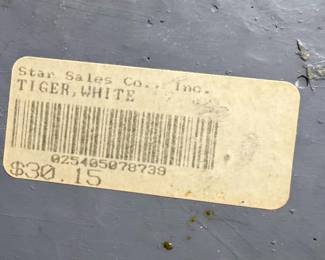 Star Sales Co., Inc.
TIGER,WHITE
025405078739
$30.15